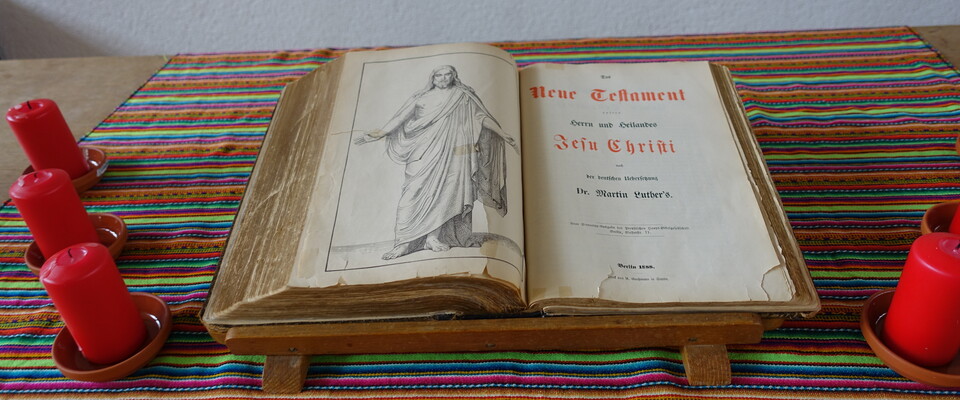 Das
Neue Testament
Herrn und Heilandes
Jesu Christi
nach
der deutschen Uebersetzung
Dr. Martin Luther's.
Berlin 1888.